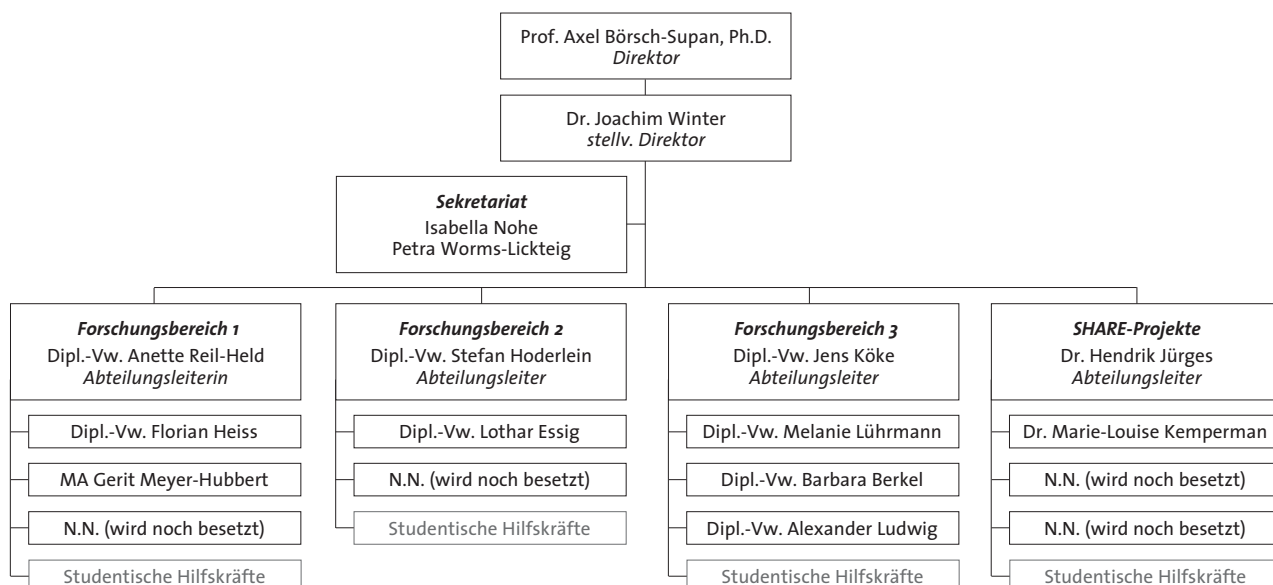 Prof. Axel Börsch-Supan, Ph.D.
Direktor
Dr. Joachim Winter
stellv. Direktor
Sekretariat
Isabella Nohe
Petra Worms-Lickteig
Forschungsbereich 1
Dipl.-Vw. Anette Reil-Held
Abteilungsleiterin
Dipl.-Vw. Florian Heiss
MA Gerit Meyer-Hubbert
N.N. (wird noch besetzt)
Studentische Hilfskräfte
Forschungsbereich 2
Dipl.-Vw. Stefan Hoderlein
Abteilungsleiter
Dipl.-Vw. Lothar Essig
N.N. (wird noch besetzt)
Studentische Hilfskräfte
Forschungsbereich 3
Dipl.-Vw. Jens Köke
Abteilungsleiter
Dipl.-Vw. Melanie Lührmann
Dipl.-Vw. Barbara Berkel
Dipl.-Vw. Alexander Ludwig
Studentische Hilfskräfte
SHARE-Projekte
Dr. Hendrik Jürges
Abteilungsleiter
Dr. Marie-Louise Kemperman
N.N. (wird noch besetzt)
N.N. (wird noch besetzt)
Studentische Hilfskräfte